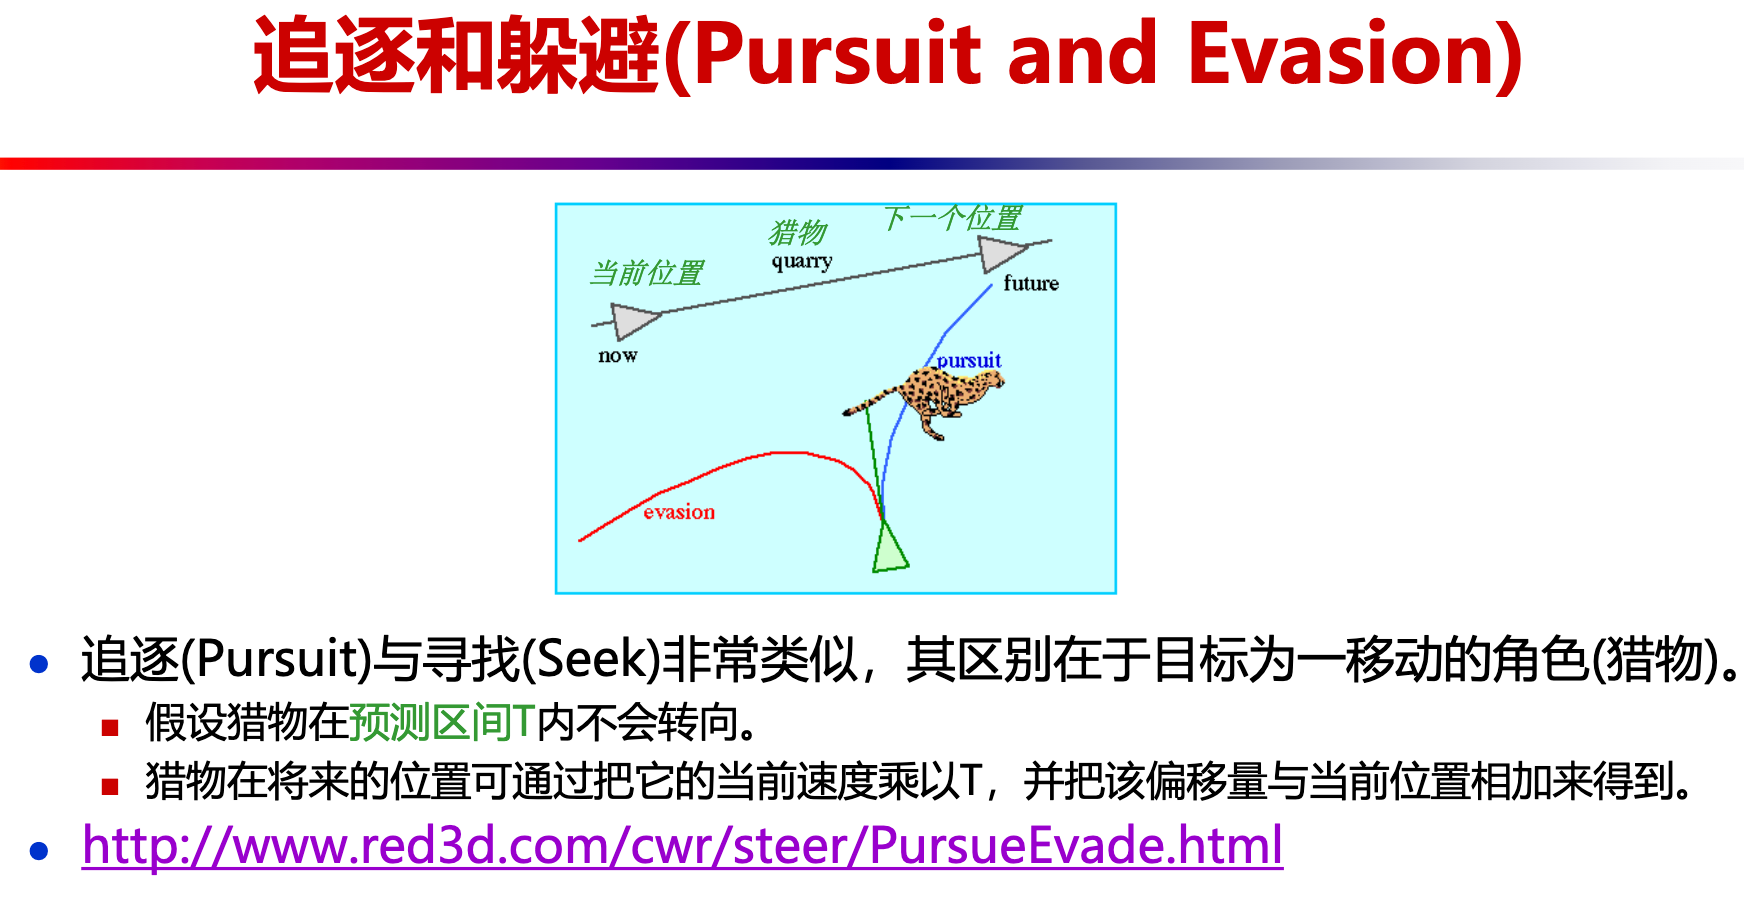 追逐和躲避(Pursuit and Evasion)
下一个位置
猎物
quarry
当前位置
future
now
pursuit
evasion
追逐(Pursuit)与寻找(Seek)非常类似，其区别在于目标为一移动的角色(猎物)。
假设猎物在预测区间T内不会转向。
猎物在将来的位置可通过把它的当前速度乘以T，并把该偏移量与当前位置相加来得到。
http://www.red3d.com/cwr/steer/PursueEvade.html